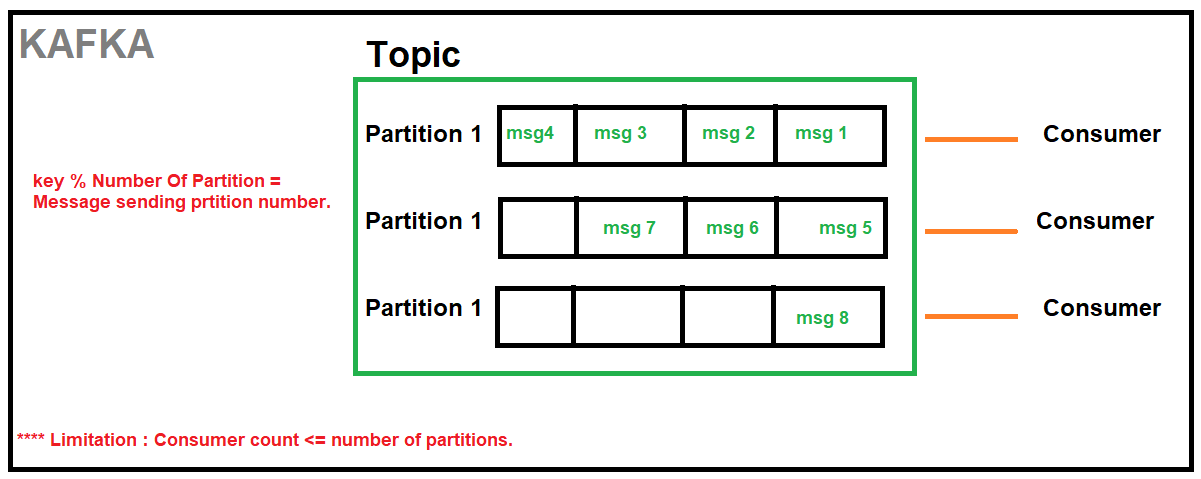 KAFKA
Topic
Partition 1 msg4 msg 3 msg 2 msg 1 Consumer
key % Number Of Partition =
Message sending prtition number.
Partition 1 msg 7 msg 6 msg 5 Consumer
Partition 1 msg 8 Consumer
**** Limitation : Consumer count <= number of partitions.